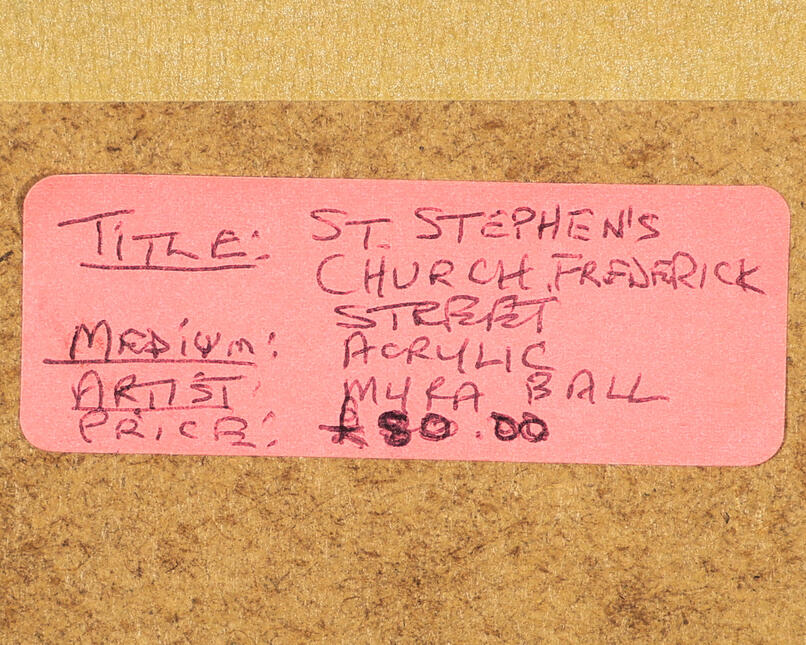 TITLE: ST. STEPHEN'S
CHURCH, FREDERICK
STREET
MEDIUM: ACRYLIC
ARTIST: MYRA BALL
PRICE: £80.00